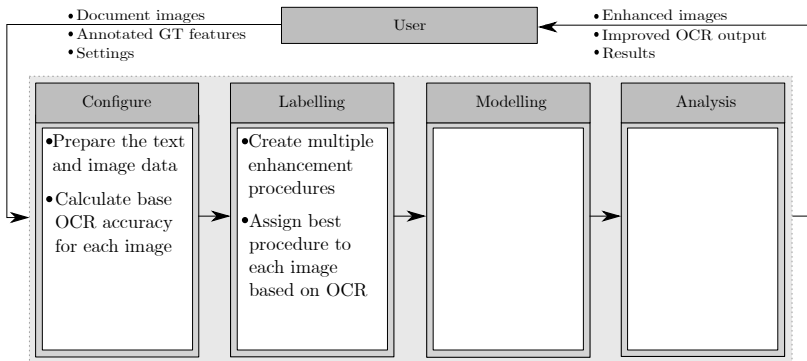 • Document images
• Annotated GT features
• Settings
User
• Enhanced images
• Improved OCR output
• Results
Configure
• Prepare the text
and image data
• Calculate base
OCR accuracy
for each image
Labelling
• Create multiple
enhancement
procedures
• Assign best
procedure to
each image
based on OCR
Modelling
Analysis